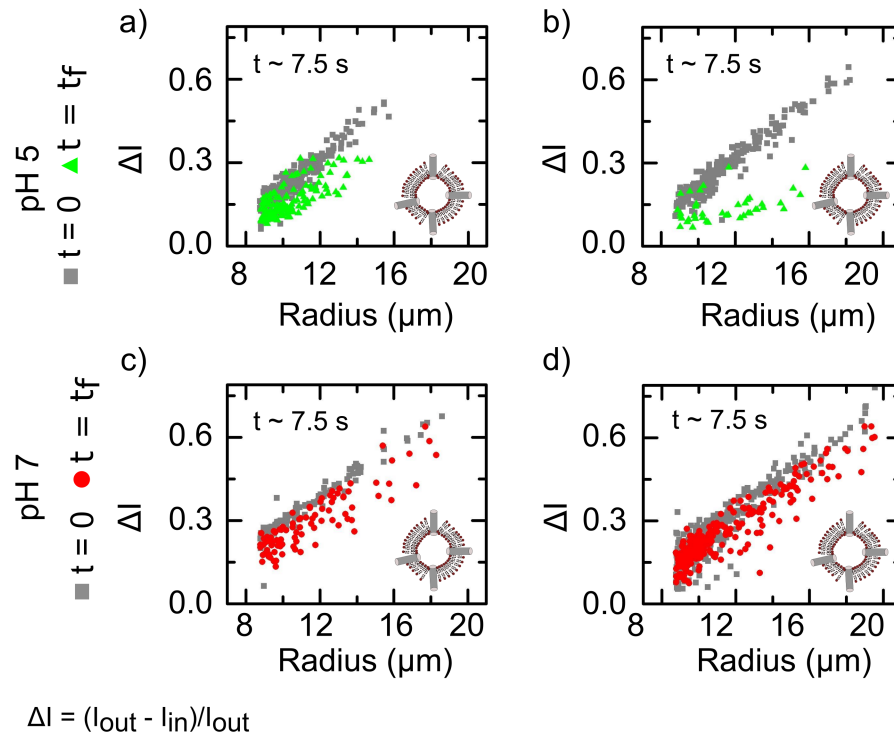 a)
t ~ 7.5 s
0.6
0.3
0.0
ΔI
8 12 16 20
Radius (µm)
b)
t ~ 7.5 s
0.6
0.3
0.0
ΔI
8 12 16 20
Radius (µm)
pH 5
t = 0 t = tf
c)
t ~ 7.5 s
0.6
0.3
0.0
ΔI
8 12 16 20
Radius (µm)
d)
t ~ 7.5 s
0.6
0.3
0.0
ΔI
8 12 16 20
Radius (µm)
pH 7
t = 0 t = tf
ΔI = (Iout - Iin)/Iout